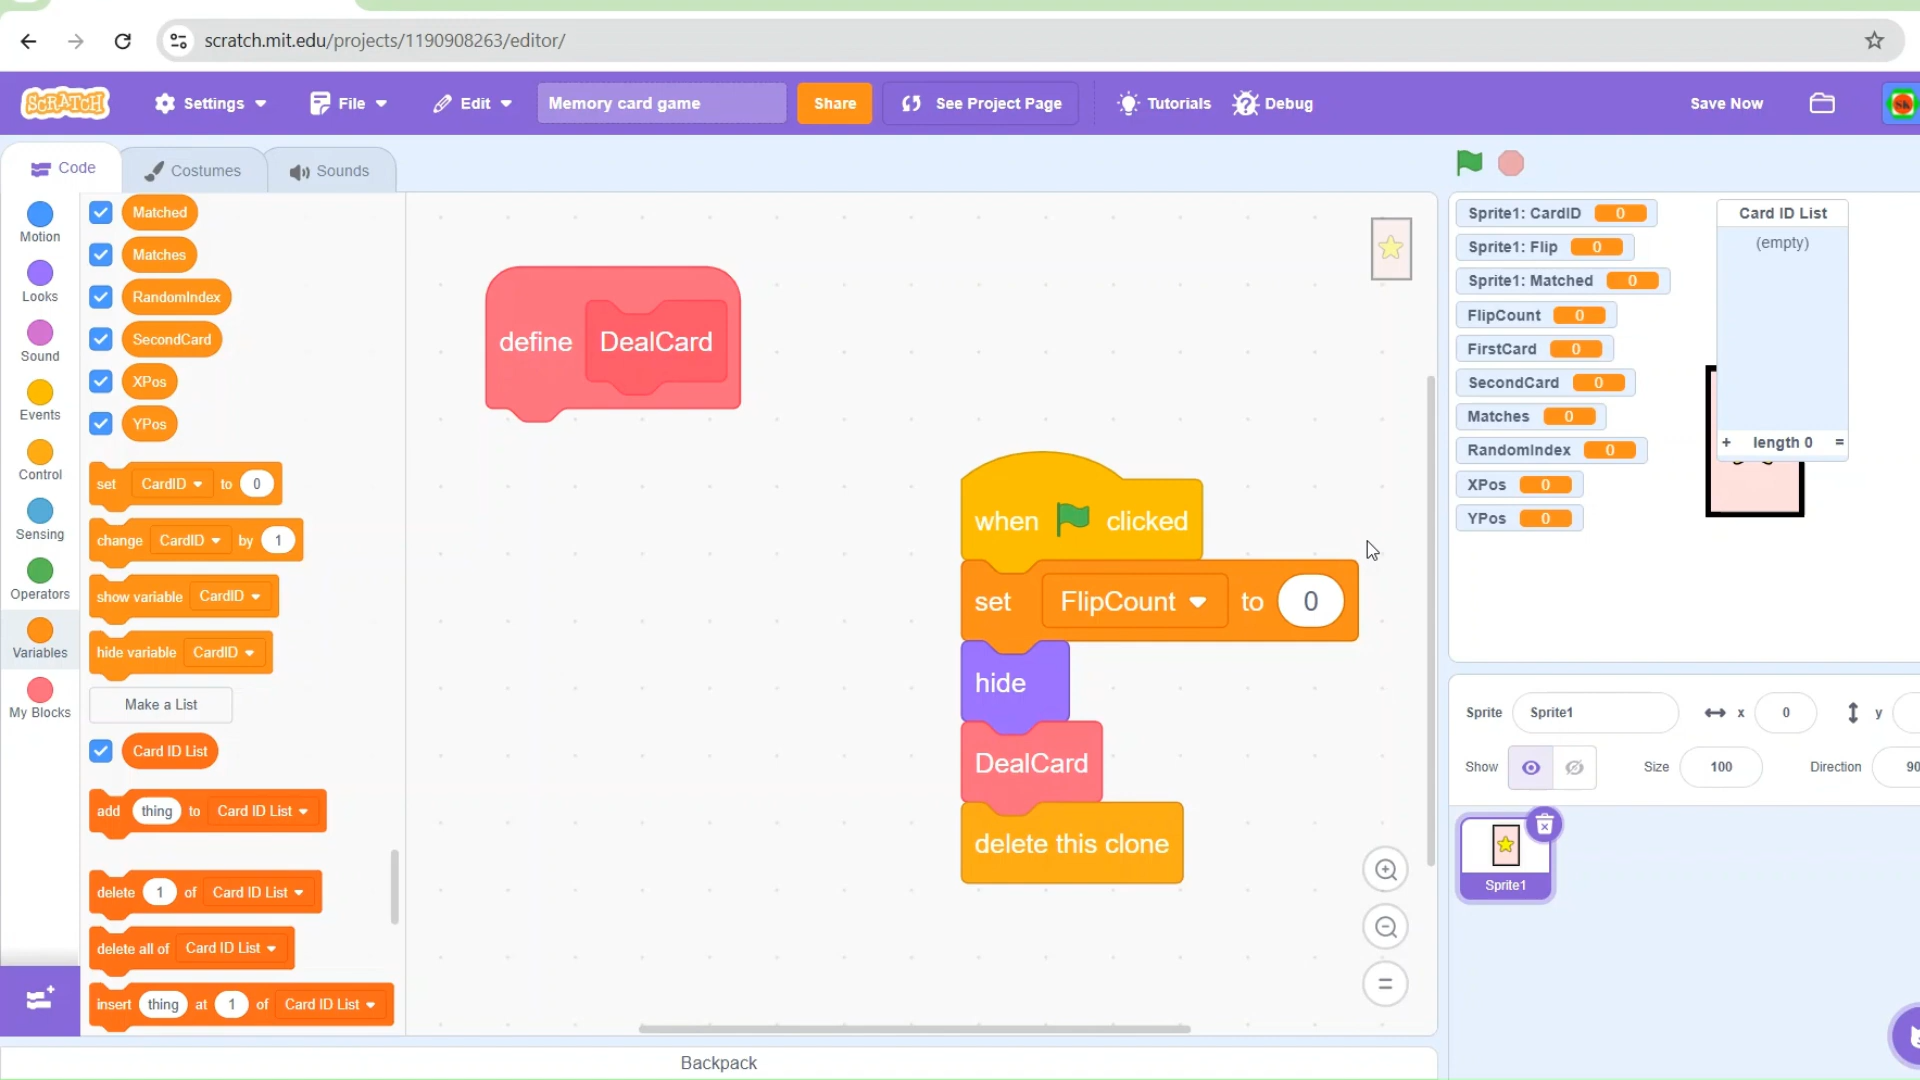 scratch.mit.edu/projects/1190908263/editor/
SCRATCH Settings File Edit Memory card game Share See Project Page Tutorials Debug Save Now
Code Costumes Sounds
Motion
Looks
Sound
Events
Control
Sensing
Operators
Variables
My Blocks
Matched
Matches
RandomIndex
SecondCard
XPos
YPos
set CardID to 0
change CardID by 1
show variable CardID
hide variable CardID
Make a List
Card ID List
add thing to Card ID List
delete 1 of Card ID List
delete all of Card ID List
insert thing at 1 of Card ID List
define DealCard
when clicked
set FlipCount to 0
hide
DealCard
delete this clone
Sprite1: CardID 0
Sprite1: Flip 0
Sprite1: Matched 0
FlipCount 0
FirstCard 0
SecondCard 0
Matches 0
RandomIndex 0
XPos 0
YPos 0
Card ID List
(empty)
+ length 0 =
Sprite Sprite1 x 0 y
Show Size 100 Direction 90
Sprite1
Backpack